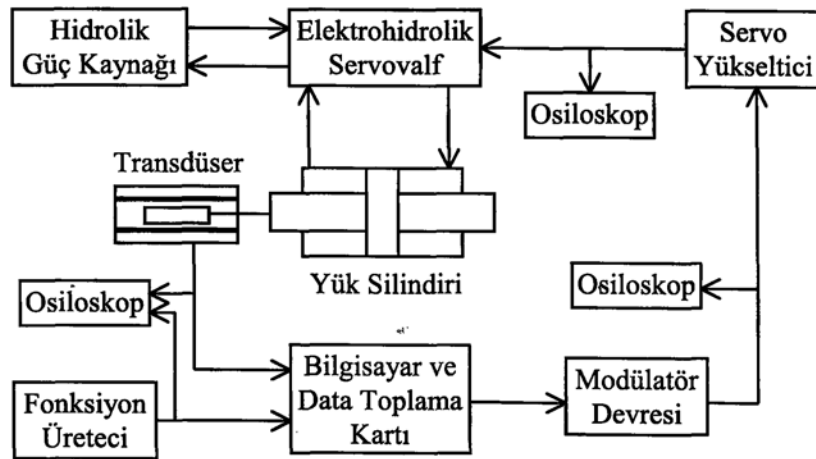 Hidrolik
Güç Kaynağı
Elektrohidrolik
Servovalf
Servo
Yükseltici
Osiloskop
Transdüser
Yük Silindiri
Osiloskop
Osiloskop
Bilgisayar ve
Data Toplama
Kartı
Modülatör
Devresi
Fonksiyon
Üreteci